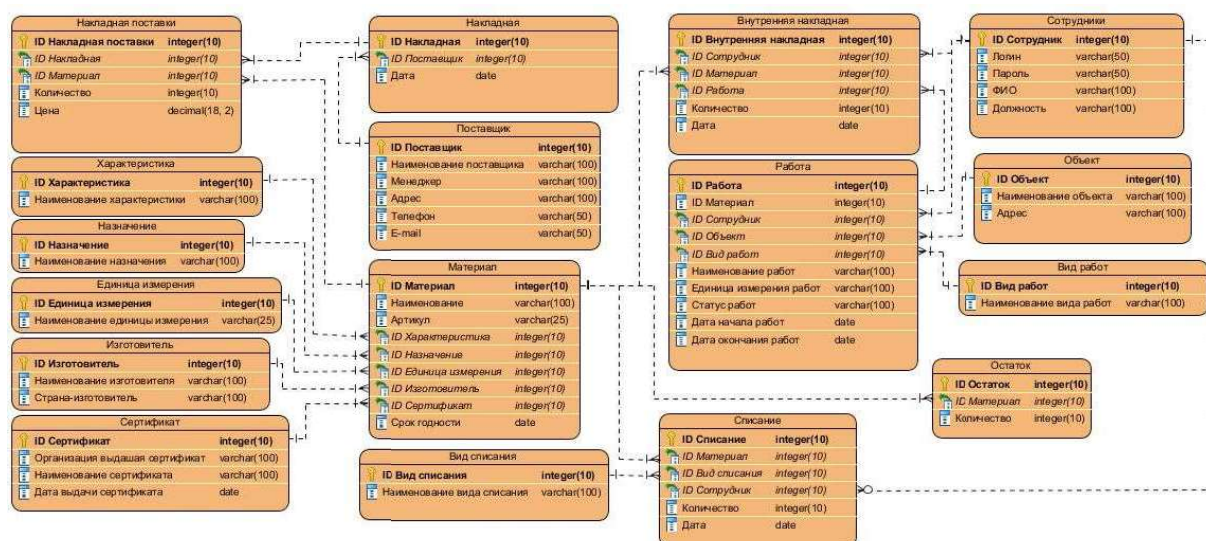 Накладная поставки
ID Накладная поставки integer(10)
ID Накладная integer(10)
ID Материал integer(10)
Количество integer(10)
Цена decimal(18, 2)
Характеристика
ID Характеристика integer(10)
Наименование характеристики varchar(100)
Назначение
ID Назначение integer(10)
Наименование назначения varchar(100)
Единица измерения
ID Единица измерения integer(10)
Наименование единицы измерения varchar(25)
Изготовитель
ID Изготовитель integer(10)
Наименование изготовителя varchar(100)
Страна-изготовитель varchar(100)
Сертификат
ID Сертификат integer(10)
Организация выдашая сертификат varchar(100)
Наименование сертификата varchar(100)
Дата выдачи сертификата date
Накладная
ID Накладная integer(10)
ID Поставщик integer(10)
Дата date
Поставщик
ID Поставщик integer(10)
Наименование поставщика varchar(100)
Менеджер varchar(100)
Адрес varchar(100)
Телефон varchar(50)
E-mail varchar(50)
Материал
ID Материал integer(10)
Наименование varchar(100)
Артикул varchar(25)
ID Характеристика integer(10)
ID Назначение integer(10)
ID Единица измерения integer(10)
ID Изготовитель integer(10)
ID Сертификат integer(10)
Срок годности date
Вид списания
ID Вид списания integer(10)
Наименование вида списания varchar(100)
Внутренняя накладная
ID Внутренняя накладная integer(10)
ID Сотрудник integer(10)
ID Материал integer(10)
ID Работа integer(10)
Количество integer(10)
Дата date
Работа
ID Работа integer(10)
ID Материал integer(10)
ID Сотрудник integer(10)
ID Объект integer(10)
ID Вид работ integer(10)
Наименование работ varchar(100)
Единица измерения работ varchar(100)
Статус работ varchar(100)
Дата начала работ date
Дата окончания работ date
Списание
ID Списание integer(10)
ID Материал integer(10)
ID Вид списания integer(10)
ID Сотрудник integer(10)
Количество integer(10)
Дата date
Сотрудники
ID Сотрудник integer(10)
Логин varchar(50)
Пароль varchar(50)
ФИО varchar(100)
Должность varchar(100)
Объект
ID Объект integer(10)
Наименование объекта varchar(100)
Адрес varchar(100)
Вид работ
ID Вид работ integer(10)
Наименование вида работ varchar(100)
Остаток
ID Остаток integer(10)
ID Материал integer(10)
Количество integer(10)